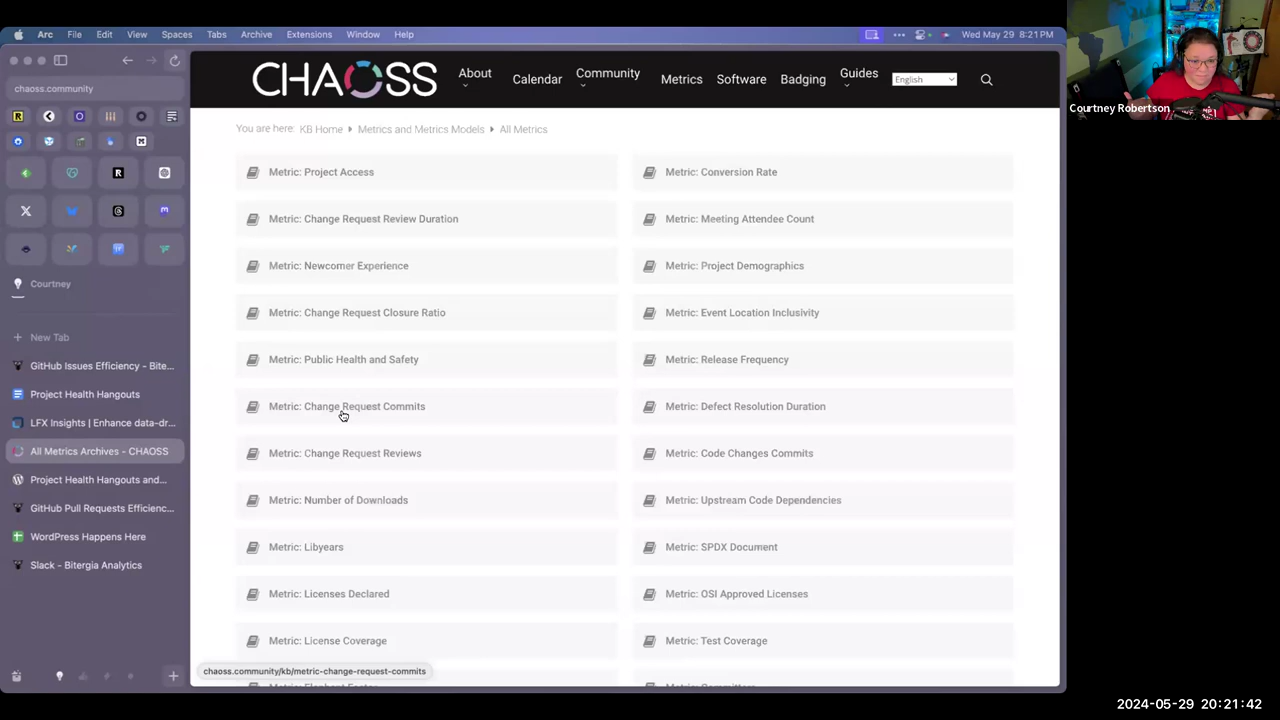 Arc File Edit View Spaces Tabs Archive Extensions Window Help
Wed May 29 8:21 PM
chaoss.community
Courtney
New Tab
GitHub Issues Efficiency - Bite...
Project Health Hangouts
LFX Insights | Enhance data-dr...
All Metrics Archives - CHAOSS
Project Health Hangouts and...
GitHub Pull Requests Efficienc...
WordPress Happens Here
Slack - Bitergia Analytics
CHAOSS
About Calendar Community Metrics Software Badging Guides English
You are here: KB Home Metrics and Metrics Models All Metrics
Metric: Project Access
Metric: Conversion Rate
Metric: Change Request Review Duration
Metric: Meeting Attendee Count
Metric: Newcomer Experience
Metric: Project Demographics
Metric: Change Request Closure Ratio
Metric: Event Location Inclusivity
Metric: Public Health and Safety
Metric: Release Frequency
Metric: Change Request Commits
Metric: Defect Resolution Duration
Metric: Change Request Reviews
Metric: Code Changes Commits
Metric: Number of Downloads
Metric: Upstream Code Dependencies
Metric: Libyears
Metric: SPDX Document
Metric: Licenses Declared
Metric: OSI Approved Licenses
Metric: License Coverage
Metric: Test Coverage
chaoss.community/kb/metric-change-request-commits
Courtney Robertson
2024-05-29 20:21:42